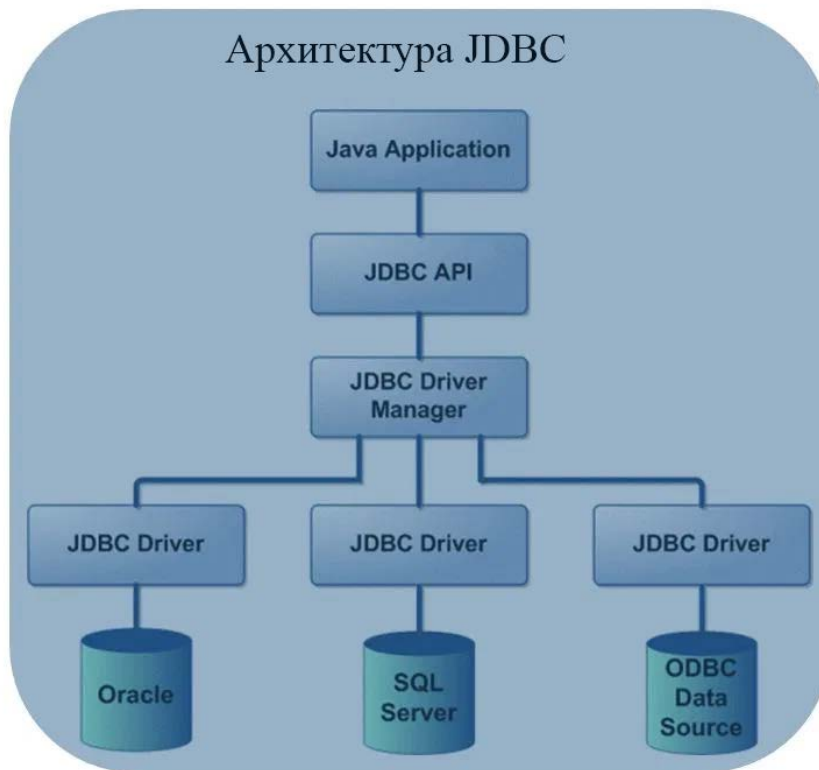 Архитектура JDBC
Java Application
JDBC API
JDBC Driver
Manager
JDBC Driver
JDBC Driver
JDBC Driver
Oracle
SQL
Server
ODBC
Data
Source